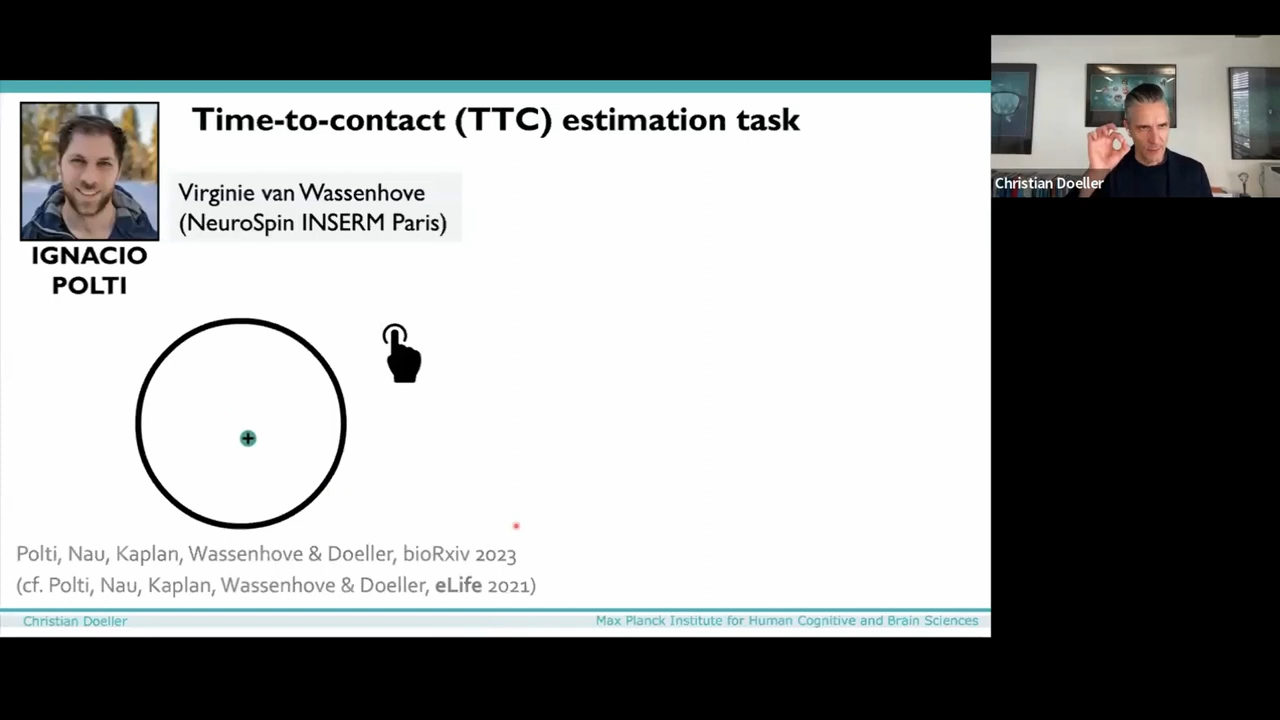 Time-to-contact (TTC) estimation task
Virginie van Wassenhove
(NeuroSpin INSERM Paris)
IGNACIO
POLTI
Christian Doeller
Polti, Nau, Kaplan, Wassenhove & Doeller, bioRxiv 2023
(cf. Polti, Nau, Kaplan, Wassenhove & Doeller, eLife 2021)
Christian Doeller
Max Planck Institute for Human Cognitive and Brain Sciences